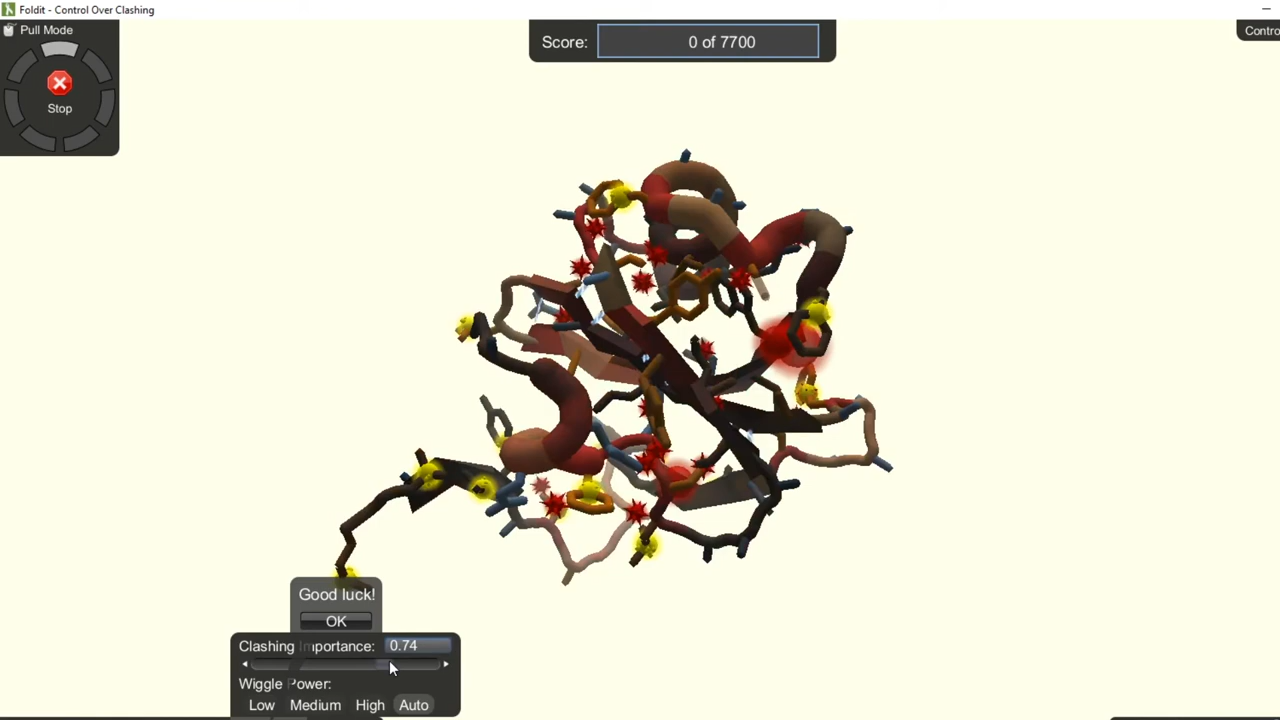 Foldit - Control Over Clashing
Pull Mode
Stop
Score: 0 of 7700
Contro
Good luck!
OK
Clashing Importance: 0.74
Wiggle Power:
Low Medium High Auto